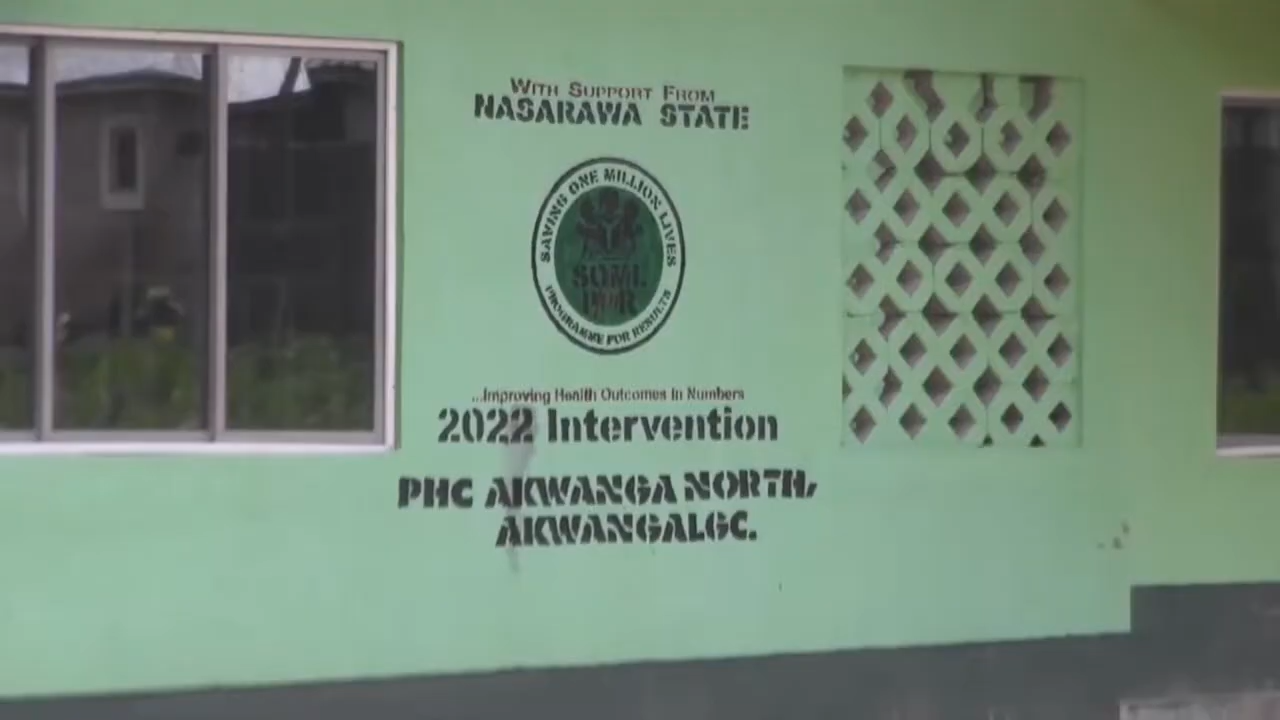 With Support From
NASARAWA STATE
SAVING ONE MILLION LIVES
SOML
PforR
PROGRAMME FOR RESULTS
...Improving Health Outcomes In Numbers
2022 Intervention
PHC AKWANGA NORTH,
AKWANGALGC.